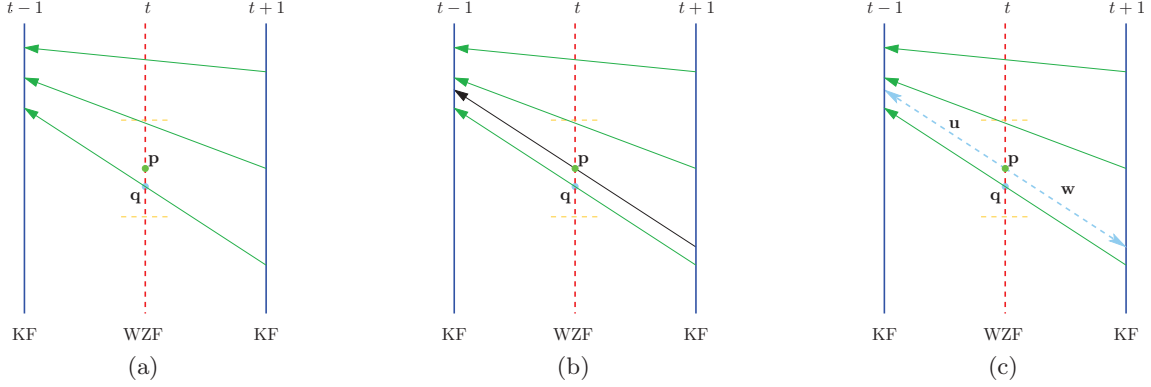 t − 1 t t + 1 t − 1 t t + 1 t − 1 t t + 1
u
p p p
q q q w
KF WZF KF KF WZF KF KF WZF KF
(a) (b) (c)